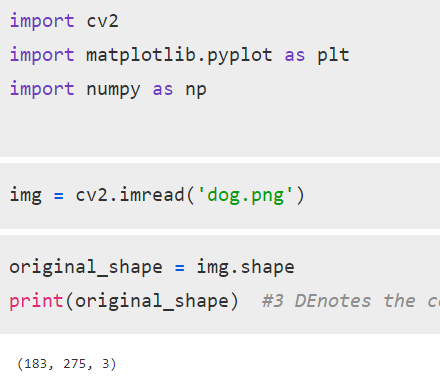 import cv2
import matplotlib.pyplot as plt
import numpy as np
img = cv2.imread('dog.png')
original_shape = img.shape
print(original_shape)  #3 DEnotes the
(183, 275, 3)